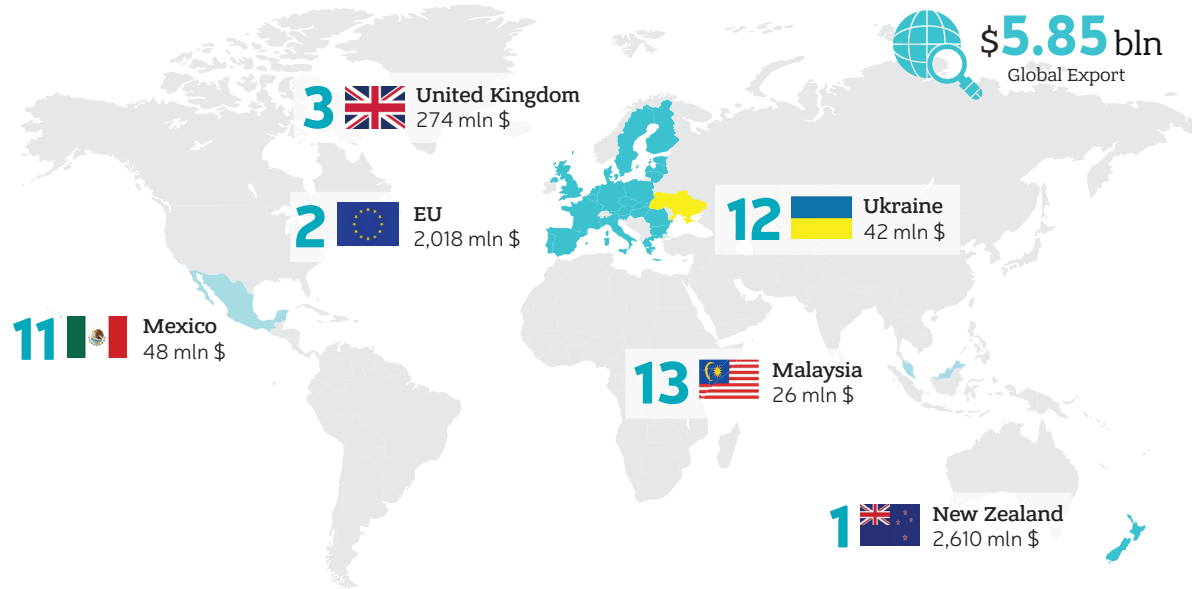 $5.85 bln
Global Export
3 United Kingdom
274 mln $
2 EU
2,018 mln $
12 Ukraine
42 mln $
11 Mexico
48 mln $
13 Malaysia
26 mln $
1 New Zealand
2,610 mln $